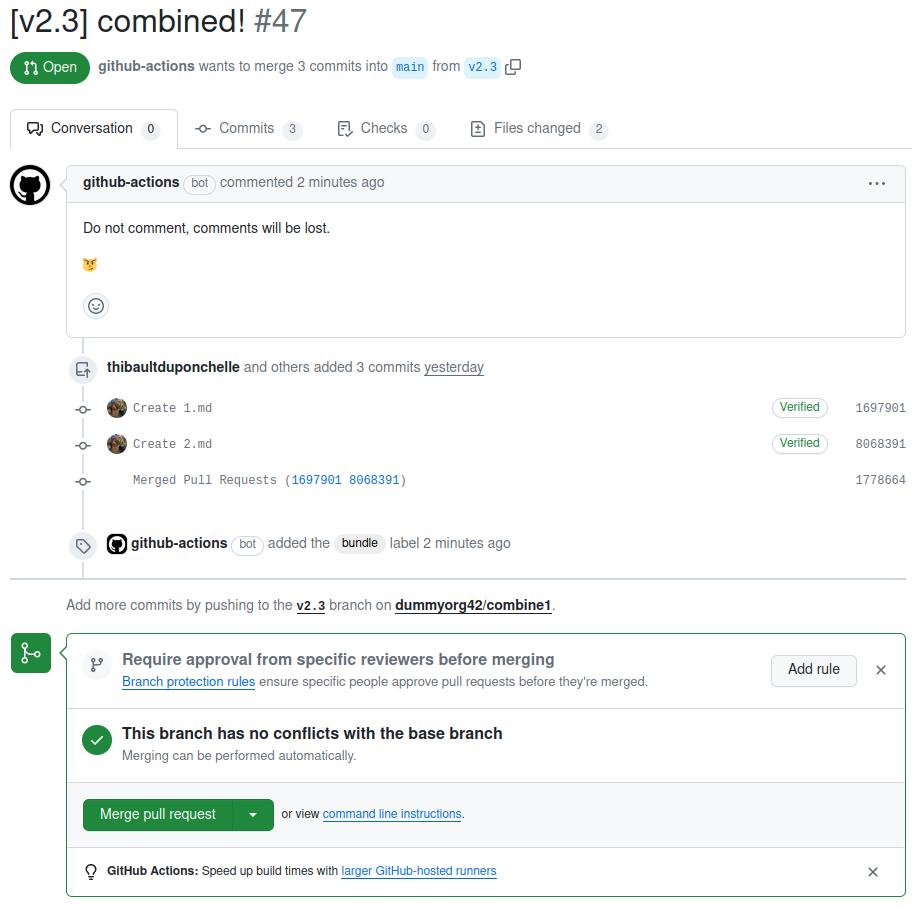 [v2.3] combined! #47
Open github-actions wants to merge 3 commits into main from v2.3
Conversation 0 Commits 3 Checks 0 Files changed 2
github-actions bot commented 2 minutes ago
Do not comment, comments will be lost.
thibaultduponchelle and others added 3 commits yesterday
Create 1.md Verified 1697901
Create 2.md Verified 8068391
Merged Pull Requests (1697901 8068391) 1778664
github-actions bot added the bundle label 2 minutes ago
Add more commits by pushing to the v2.3 branch on dummyorg42/combine1.
Require approval from specific reviewers before merging
Branch protection rules ensure specific people approve pull requests before they're merged.
Add rule
This branch has no conflicts with the base branch
Merging can be performed automatically.
Merge pull request or view command line instructions.
GitHub Actions: Speed up build times with larger GitHub-hosted runners